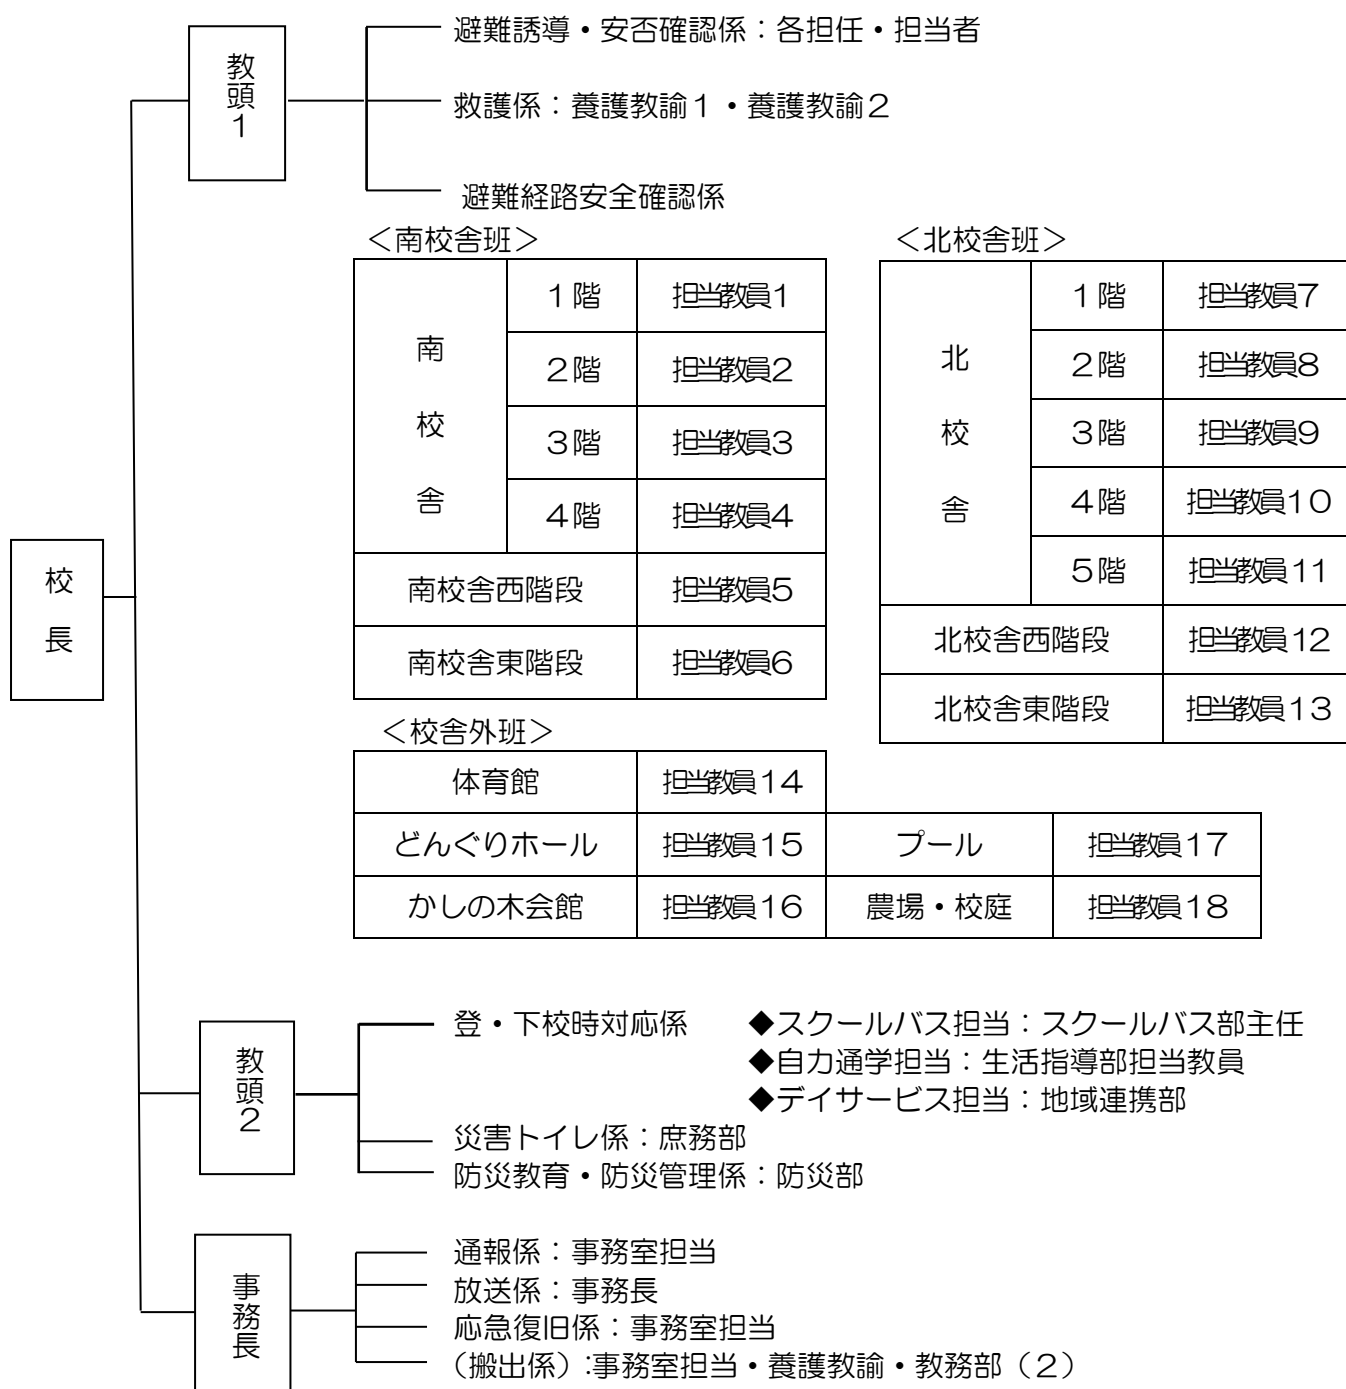 避難誘導・安否確認係：各担任・担当者
教頭１
救護係：養護教諭１・養護教諭２
避難経路安全確認係
＜南校舎班＞
南校舎
１階 担当教員1
２階 担当教員2
３階 担当教員3
４階 担当教員4
南校舎西階段 担当教員5
南校舎東階段 担当教員6
＜北校舎班＞
北校舎
１階 担当教員7
２階 担当教員8
３階 担当教員9
４階 担当教員10
５階 担当教員11
北校舎西階段 担当教員12
北校舎東階段 担当教員13
校長
＜校舎外班＞
体育館 担当教員14
どんぐりホール 担当教員15 プール 担当教員17
かしの木会館 担当教員16 農場・校庭 担当教員18
教頭２
登・下校時対応係 ◆スクールバス担当：スクールバス部主任
◆自力通学担当：生活指導部担当教員
◆デイサービス担当：地域連携部
災害トイレ係：庶務部
防災教育・防災管理係：防災部
事務長
通報係：事務室担当
放送係：事務長
応急復旧係：事務室担当
（搬出係）:事務室担当・養護教諭・教務部（２）